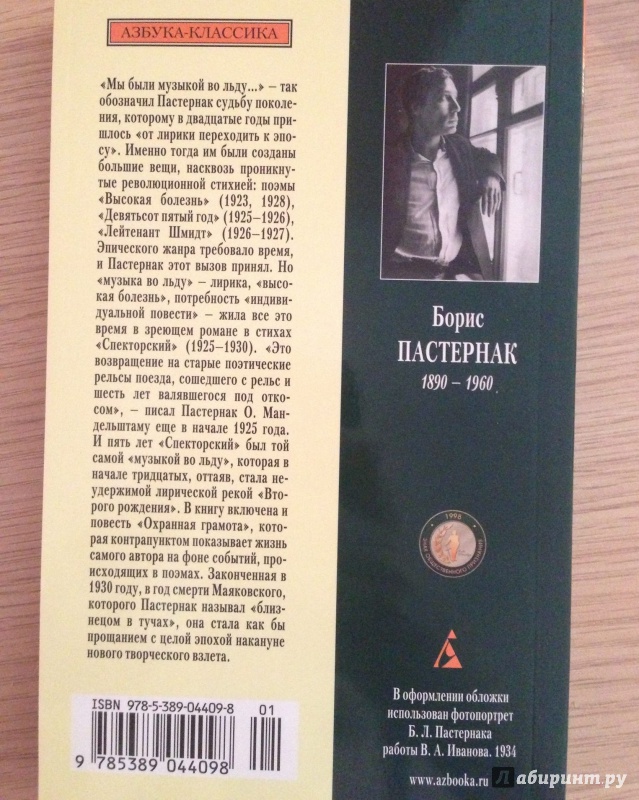 АЗБУКА-КЛАССИКА
«Мы были музыкой во льду...» – так
обозначил Пастернак судьбу поколе-
ния, которому в двадцатые годы при-
шлось «от лирики переходить к эпо-
су». Именно тогда им были созданы
большие вещи, насквозь проникну-
тые революционной стихией: поэмы
«Высокая болезнь» (1923, 1928),
«Девятьсот пятый год» (1925–1926),
«Лейтенант Шмидт» (1926–1927).
Эпического жанра требовало время,
и Пастернак этот вызов принял. Но
«музыка во льду» – лирика, «высо-
кая болезнь», потребность «индиви-
дуальной повести» – жила все это
время в зреющем романе в стихах
«Спекторский» (1925–1930). «Это
возвращение на старые поэтические
рельсы поезда, сошедшего с рельс и
шесть лет валявшегося под отко-
сом», – писал Пастернак О. Ман-
дельштаму еще в начале 1925 года.
И пять лет «Спекторский» был той
самой «музыкой во льду», которая в
начале тридцатых, оттаяв, стала не-
удержимой лирической рекой «Вто-
рого рождения». В книгу включена и
повесть «Охранная грамота», кото-
рая контрапунктом показывает жизнь
самого автора на фоне событий, про-
исходящих в поэмах. Законченная в
1930 году, в год смерти Маяковского,
которого Пастернак называл «близ-
нецом в тучах», она стала как бы
прощанием с целой эпохой накануне
нового творческого взлета.
ISBN 978-5-389-04409-8 01
9 785389 044098
Борис
ПАСТЕРНАК
1890 – 1960
1998
ЗНАК ОБЩЕСТВЕННОГО ПРИЗНАНИЯ
В оформлении обложки
использован фотопортрет
Б. Л. Пастернака
работы В. А. Иванова. 1934
www.azbooka.ru
Лабиринт.ру